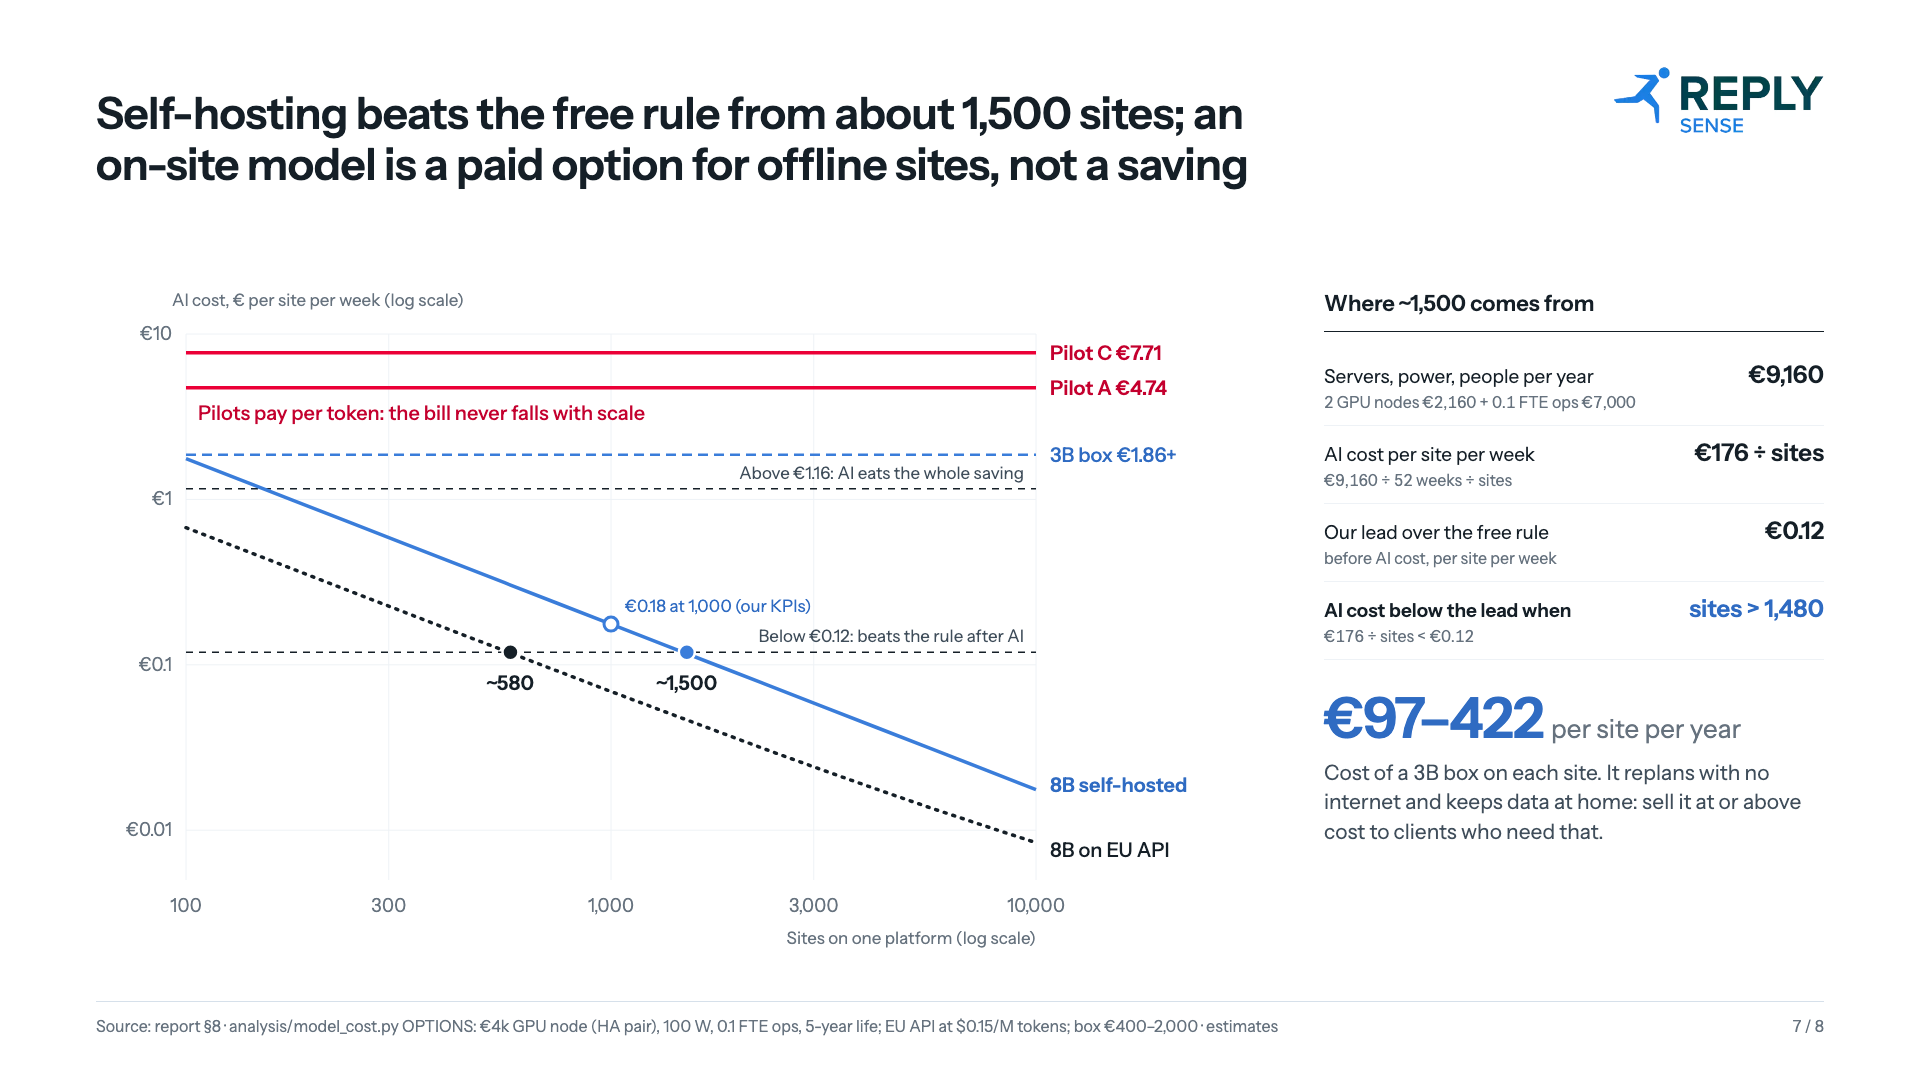 Self-hosting beats the free rule from about 1,500 sites; an
on-site model is a paid option for offline sites, not a saving
REPLY
SENSE
AI cost, € per site per week (log scale)
€10
€1
€0.1
€0.01
Pilot C €7.71
Pilot A €4.74
Pilots pay per token: the bill never falls with scale
3B box €1.86+
Above €1.16: AI eats the whole saving
€0.18 at 1,000 (our KPIs)
Below €0.12: beats the rule after AI
~580
~1,500
8B self-hosted
8B on EU API
100
300
1,000
3,000
10,000
Sites on one platform (log scale)
Where ~1,500 comes from
Servers, power, people per year
€9,160
2 GPU nodes €2,160 + 0.1 FTE ops €7,000
AI cost per site per week
€176 ÷ sites
€9,160 ÷ 52 weeks ÷ sites
Our lead over the free rule
€0.12
before AI cost, per site per week
AI cost below the lead when
sites > 1,480
€176 ÷ sites < €0.12
€97–422 per site per year
Cost of a 3B box on each site. It replans with no
internet and keeps data at home: sell it at or above
cost to clients who need that.
Source: report §8 · analysis/model_cost.py OPTIONS: €4k GPU node (HA pair), 100 W, 0.1 FTE ops, 5-year life; EU API at $0.15/M tokens; box €400–2,000 · estimates
7 / 8